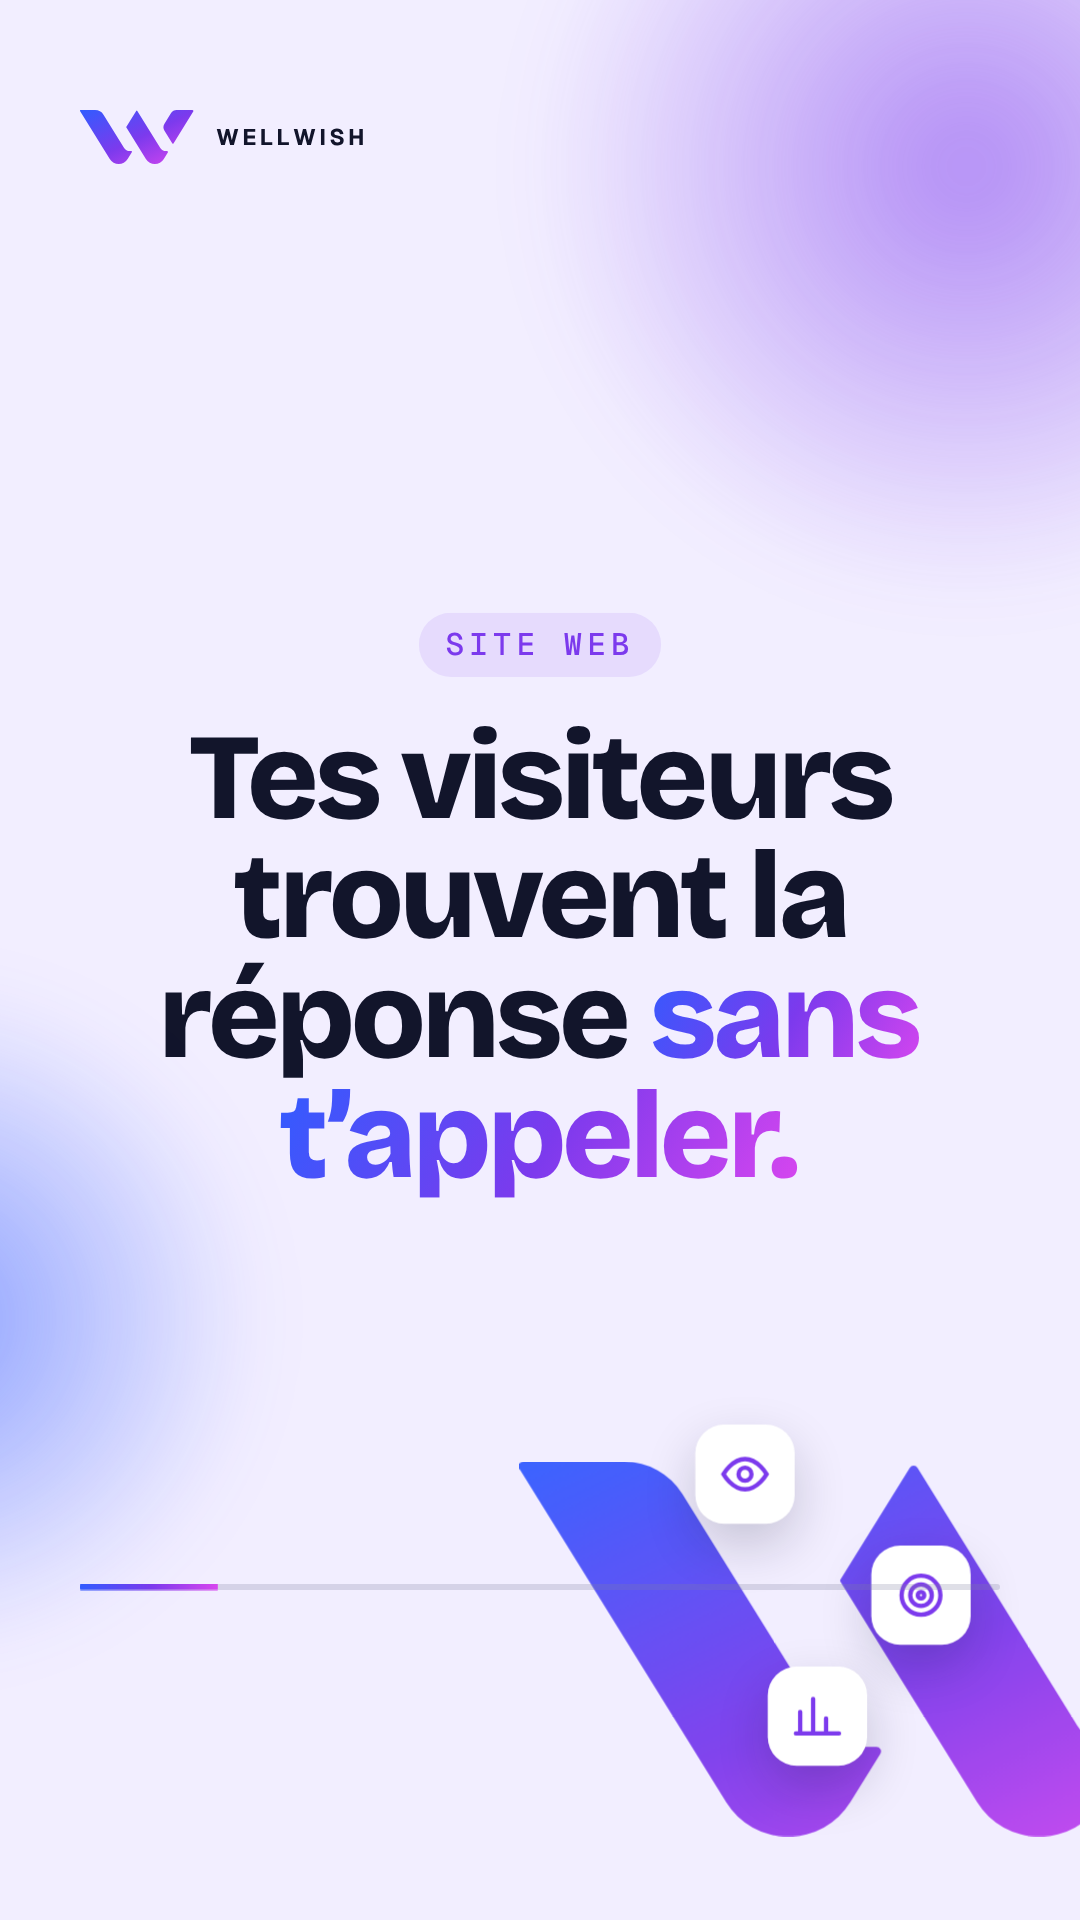 WELLWISH
SITE WEB
Tes visiteurs
trouvent la
réponse sans
t’appeler.